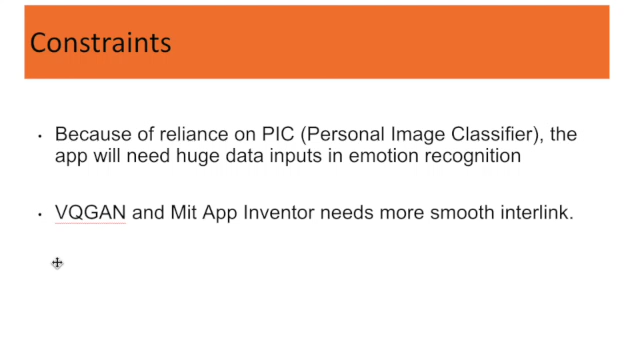 Constraints
• Because of reliance on PIC (Personal Image Classifier), the
app will need huge data inputs in emotion recognition
• VQGAN and Mit App Inventor needs more smooth interlink.